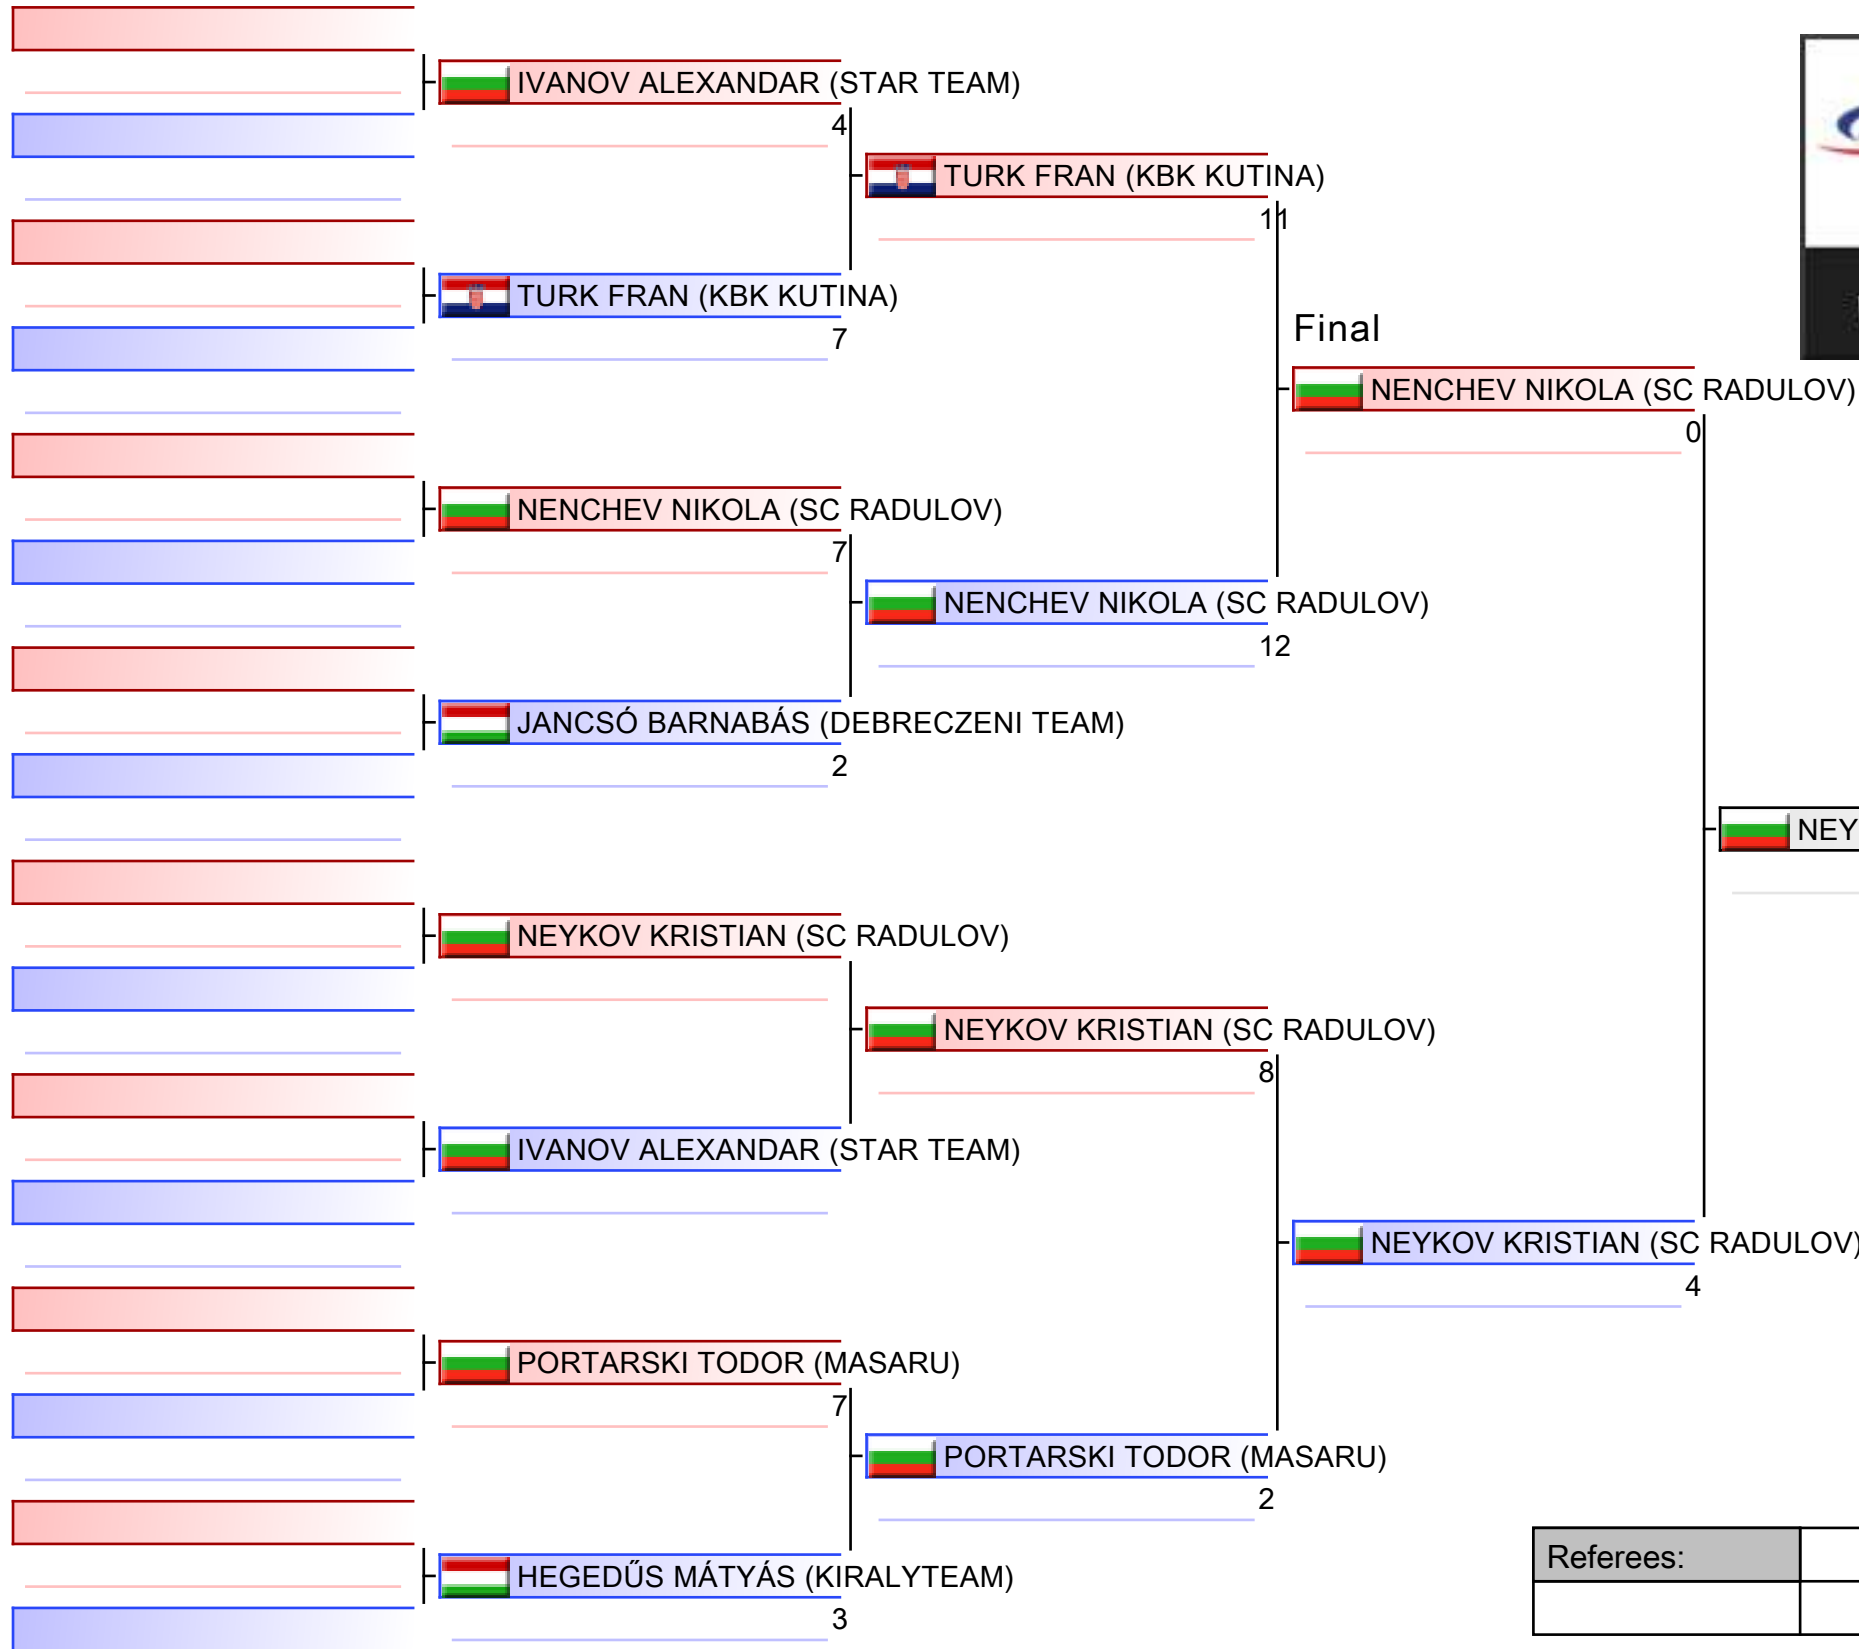 IVANOV ALEXANDAR (STAR TEAM)
4
TURK FRAN (KBK KUTINA)
11
TURK FRAN (KBK KUTINA)
7
Final
NENCHEV NIKOLA (SC RADULOV)
0
NENCHEV NIKOLA (SC RADULOV)
7
NENCHEV NIKOLA (SC RADULOV)
12
JANCSÓ BARNABÁS (DEBRECZENI TEAM)
2
NEY
NEYKOV KRISTIAN (SC RADULOV)
NEYKOV KRISTIAN (SC RADULOV)
8
IVANOV ALEXANDAR (STAR TEAM)
NEYKOV KRISTIAN (SC RADULOV)
4
PORTARSKI TODOR (MASARU)
7
PORTARSKI TODOR (MASARU)
2
HEGEDŰS MÁTYÁS (KIRALYTEAM)
3
Referees: